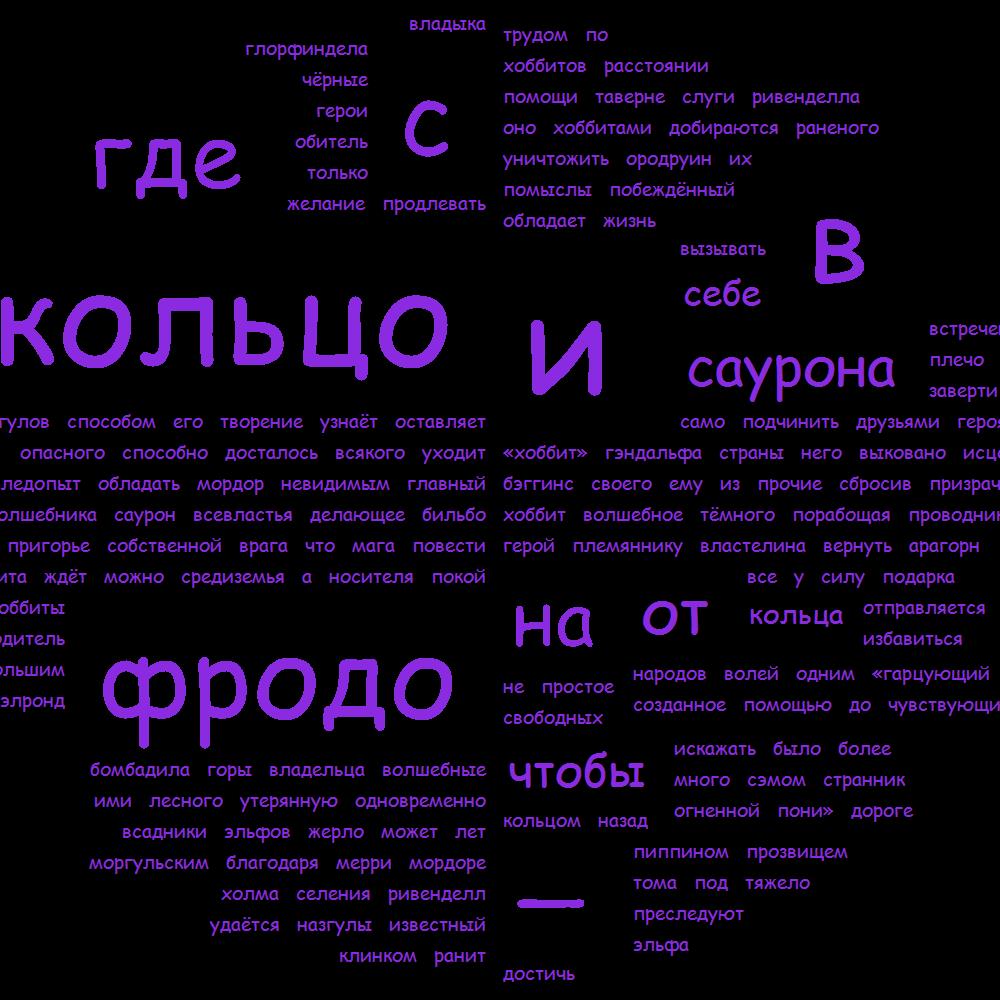 владыка
глорфиндела
чёрные
герои
обитель
только
желание продлевать
где
с
трудом по
хоббитов расстоянии
помощи таверне слуги ривенделла
оно хоббитами добираются раненого
уничтожить ородруин их
помыслы побеждённый
обладает жизнь
вызывать
себе
в
кольцо
и
саурона
встречен
плечо
заверти
гулов способом его творение узнаёт оставляет
опасного способно досталось всякого уходит
ледопыт обладать мордор невидимым главный
олшебника саурон всевластья делающее бильбо
пригорье собственной врага что мага повести
ита ждёт можно средиземья а носителя покой
оббиты
одитель
ольшим
элронд
само подчинить друзьями героя
«хоббит» гэндальфа страны него выковано исце
бэггинс своего ему из прочие сбросив призрач
хоббит волшебное тёмного порабощая проводник
герой племяннику властелина вернуть арагорн
все у силу подарка
на
от
кольца
отправляется
избавиться
фродо
не простое
свободных
народов волей одним «гарцующий
созданное помощью до чувствующи
чтобы
искажать было более
много сэмом странник
огненной пони» дороге
кольцом назад
бомбадила горы владельца волшебные
ими лесного утерянную одновременно
всадники эльфов жерло может лет
моргульским благодаря мерри мордоре
холма селения ривенделл
удаётся назгулы известный
клинком ранит
пиппином прозвищем
тома под тяжело
преследуют
эльфа
—
достичь